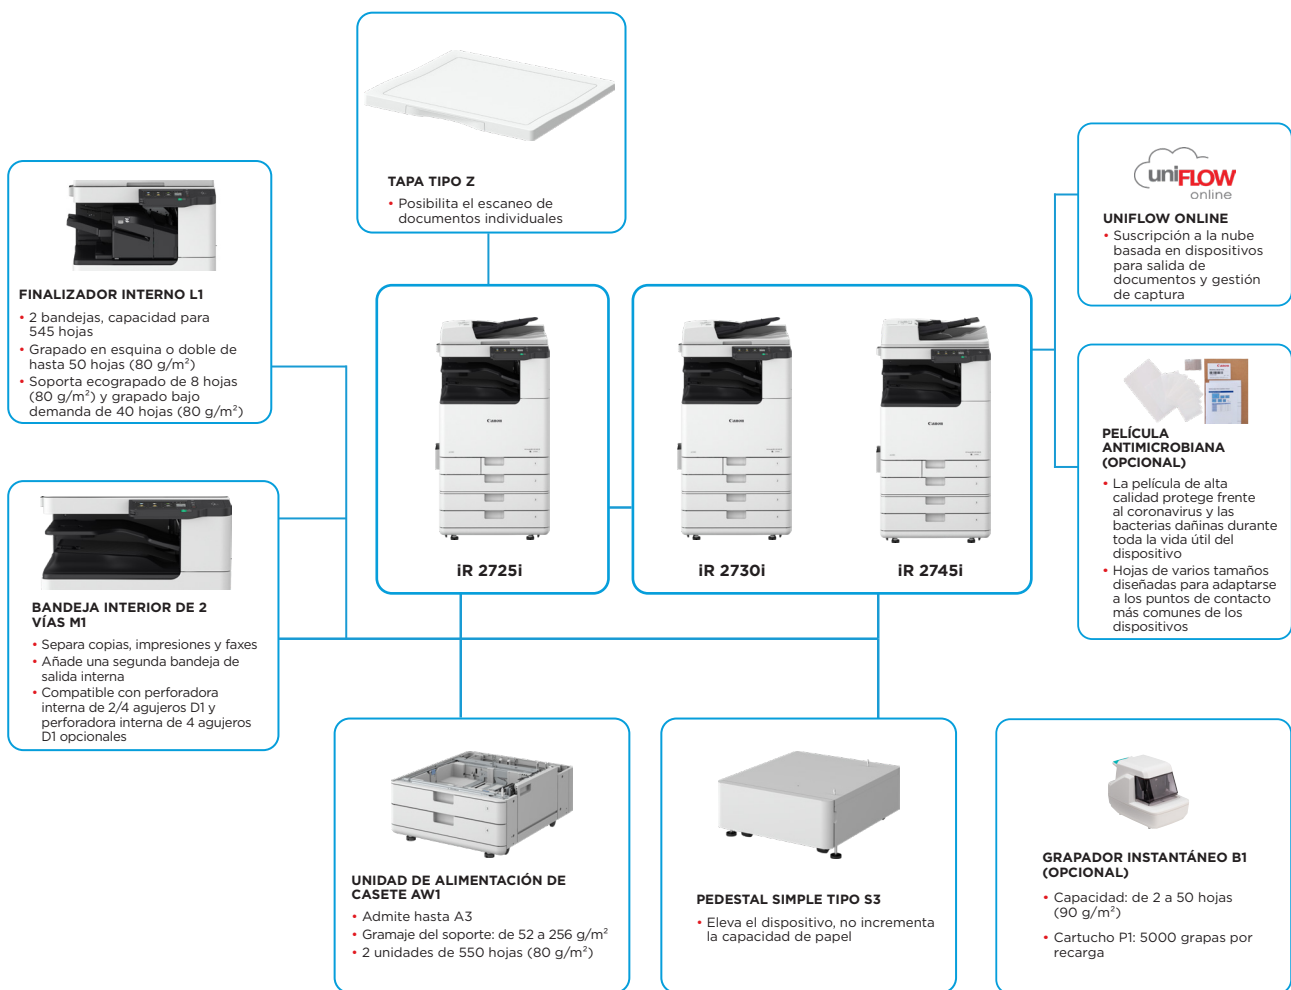 TAPA TIPO Z
• Posibilita el escaneo de
documentos individuales
FINALIZADOR INTERNO L1
• 2 bandejas, capacidad para
545 hojas
• Grapado en esquina o doble de
hasta 50 hojas (80 g/m²)
• Soporta ecograpado de 8 hojas
(80 g/m²) y grapado bajo
demanda de 40 hojas (80 g/m²)
BANDEJA INTERIOR DE 2
VÍAS M1
• Separa copias, impresiones y faxes
• Añade una segunda bandeja de
salida interna
• Compatible con perforadora
interna de 2/4 agujeros D1 y
perforadora interna de 4 agujeros
D1 opcionales
Canon
iR 2725i
Canon
iR 2730i
Canon
iR 2745i
uniFLOW
online
UNIFLOW ONLINE
• Suscripción a la nube
basada en dispositivos
para salida de
documentos y gestión
de captura
PELÍCULA
ANTIMICROBIANA
(OPCIONAL)
• La película de alta
calidad protege frente
al coronavirus y las
bacterias dañinas durante
toda la vida útil del
dispositivo
• Hojas de varios tamaños
diseñadas para adaptarse
a los puntos de contacto
más comunes de los
dispositivos
UNIDAD DE ALIMENTACIÓN DE
CASETE AW1
• Admite hasta A3
• Gramaje del soporte: de 52 a 256 g/m²
• 2 unidades de 550 hojas (80 g/m²)
PEDESTAL SIMPLE TIPO S3
• Eleva el dispositivo, no incrementa
la capacidad de papel
GRAPADOR INSTANTÁNEO B1
(OPCIONAL)
• Capacidad: de 2 a 50 hojas
(90 g/m²)
• Cartucho P1: 5000 grapas por
recarga